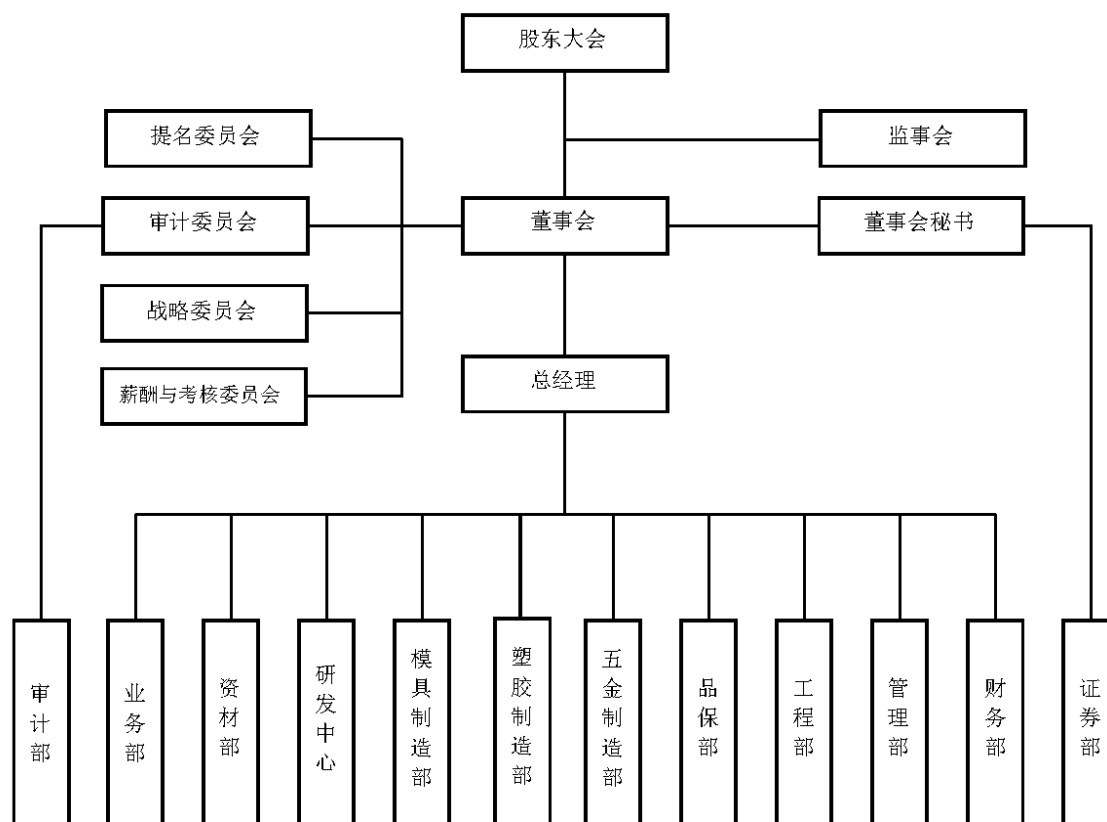 股东大会
提名委员会
监事会
审计委员会
董事会
董事会秘书
战略委员会
总经理
薪酬与考核委员会
审计部
业务部
资材部
研发中心
模具制造部
塑胶制造部
五金制造部
品保部
工程部
管理部
财务部
证券部